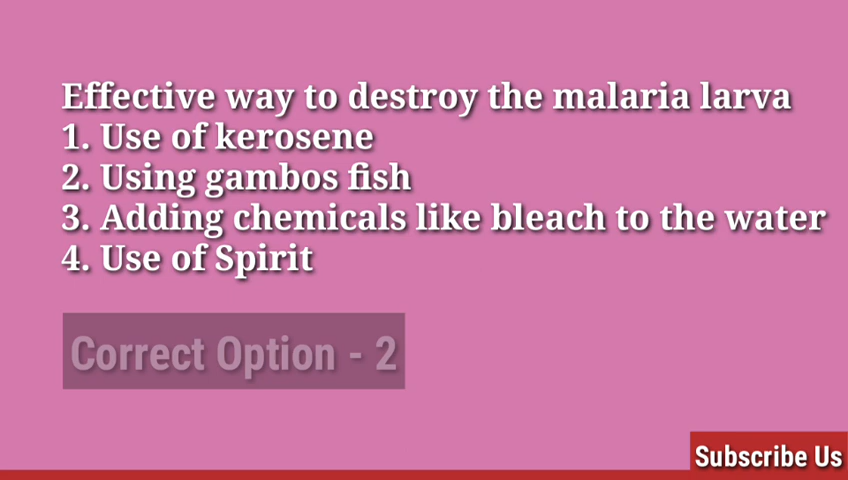 Effective way to destroy the malaria larva
1. Use of kerosene
2. Using gambos fish
3. Adding chemicals like bleach to the water
4. Use of Spirit
Correct Option - 2
Subscribe Us